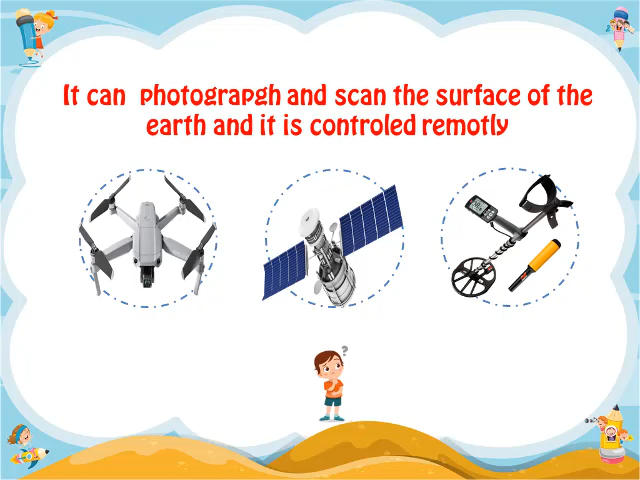 It can photograpgh and scan the surface of the
earth and it is controled remotly
?